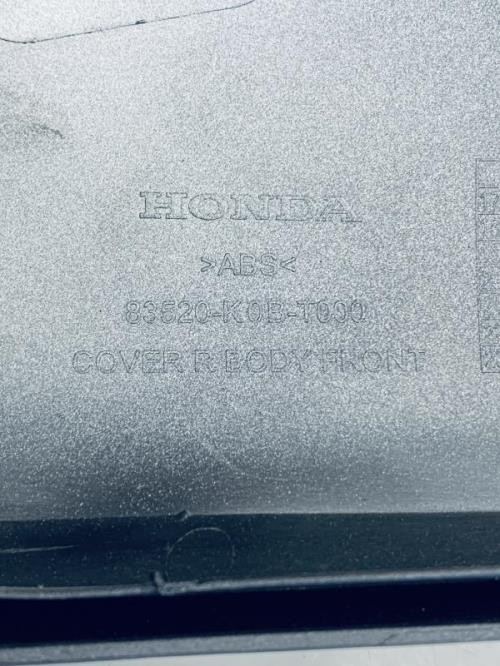 HONDA
>ABS<
83520-K0B-T000
COVER R BODY FRONT